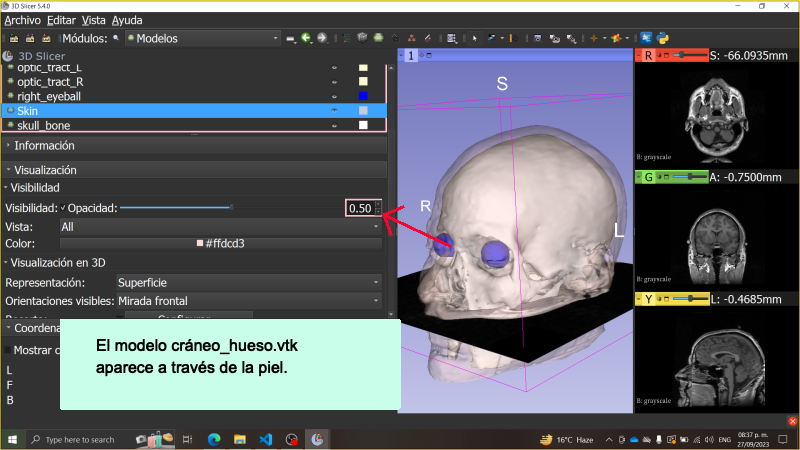 3D Slicer 5.4.0
Archivo Editar Vista Ayuda
Módulos: Modelos
3D Slicer
optic_tract_L
optic_tract_R
right_eyeball
Skin
skull_bone
Información
Visualización
Visibilidad
Visibilidad: Opacidad: 0.50
Vista: All
Color: #ffdcd3
Visualización en 3D
Representación: Superficie
Orientaciones visibles: Mirada frontal
Coordena
Mostrar c
L
F
B
El modelo cráneo_hueso.vtk
aparece a través de la piel.
1
S
R
L
R S: -66.0935mm
B: grayscale
G A: -0.7500mm
B: grayscale
Y L: -0.4685mm
B: grayscale
Type here to search
16°C Haze
ENG
08:37 p. m.
27/09/2023